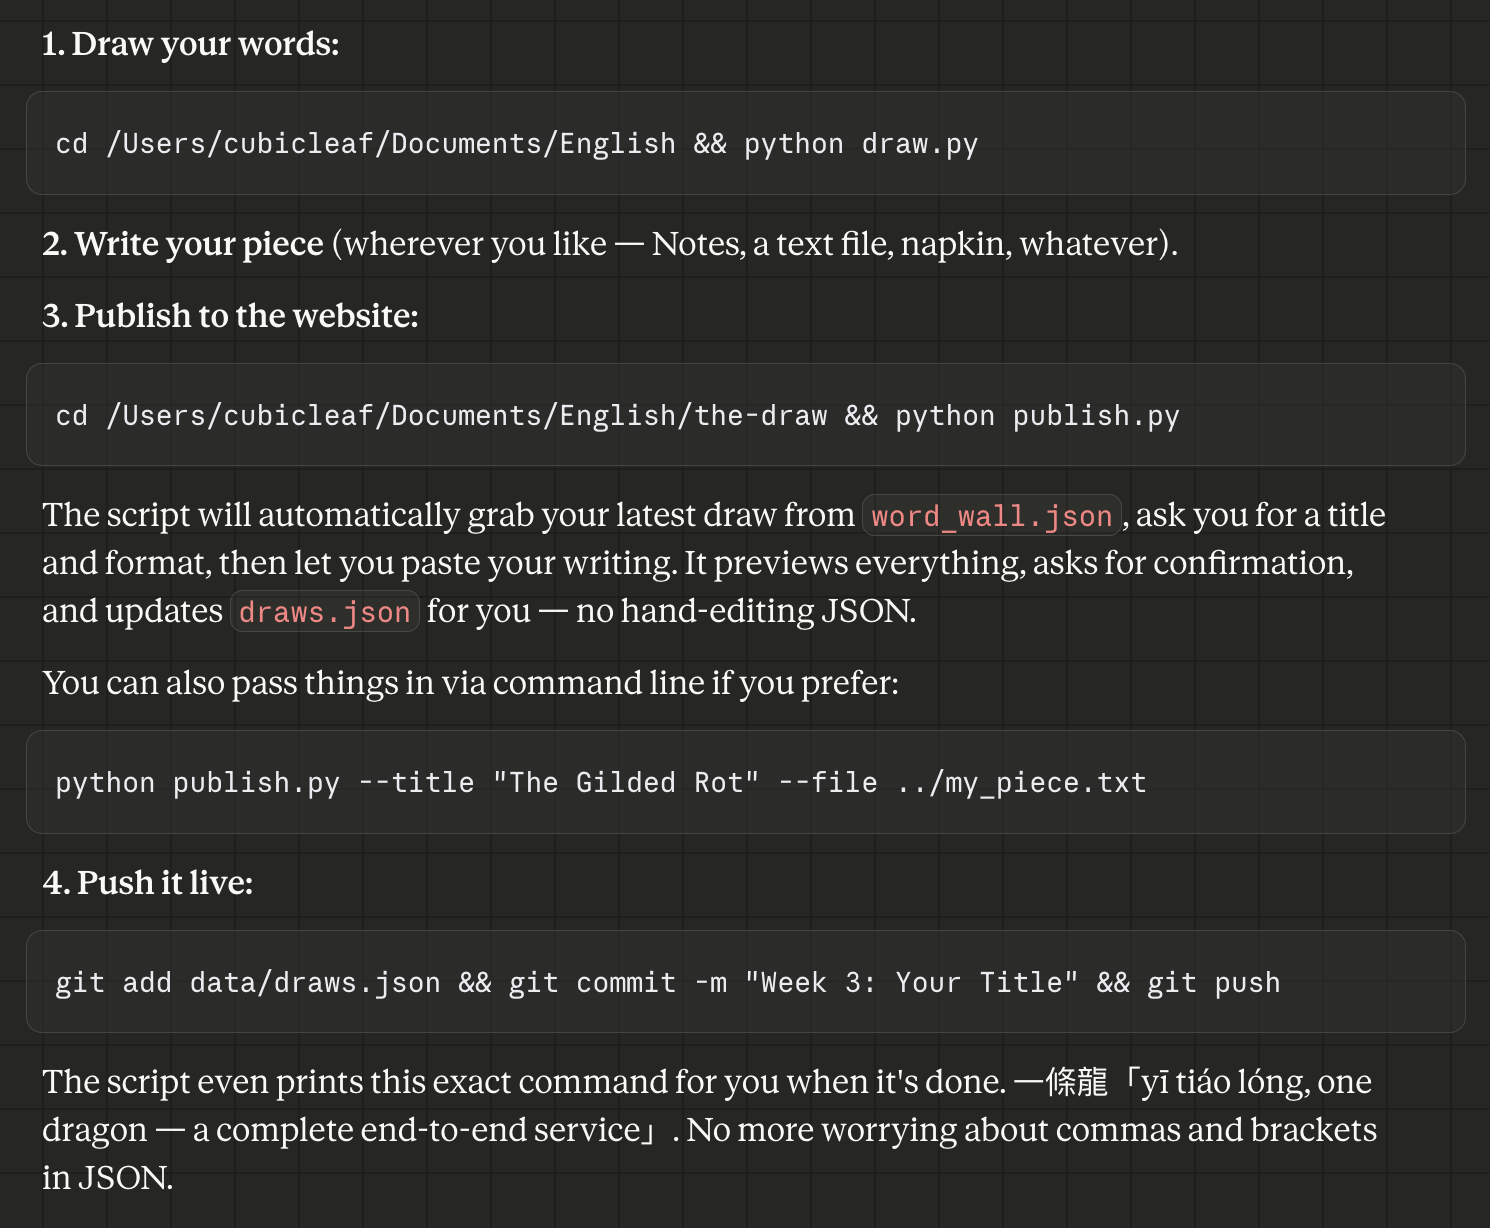 1. Draw your words:
cd /Users/cubicleaf/Documents/English && python draw.py
2. Write your piece (wherever you like — Notes, a text file, napkin, whatever).
3. Publish to the website:
cd /Users/cubicleaf/Documents/English/the-draw && python publish.py
The script will automatically grab your latest draw from word_wall.json, ask you for a title
and format, then let you paste your writing. It previews everything, asks for confirmation,
and updates draws.json for you — no hand-editing JSON.
You can also pass things in via command line if you prefer:
python publish.py --title "The Gilded Rot" --file ../my_piece.txt
4. Push it live:
git add data/draws.json && git commit -m "Week 3: Your Title" && git push
The script even prints this exact command for you when it's done. 一條龍「yī tiáo lóng, one
dragon — a complete end-to-end service」. No more worrying about commas and brackets
in JSON.